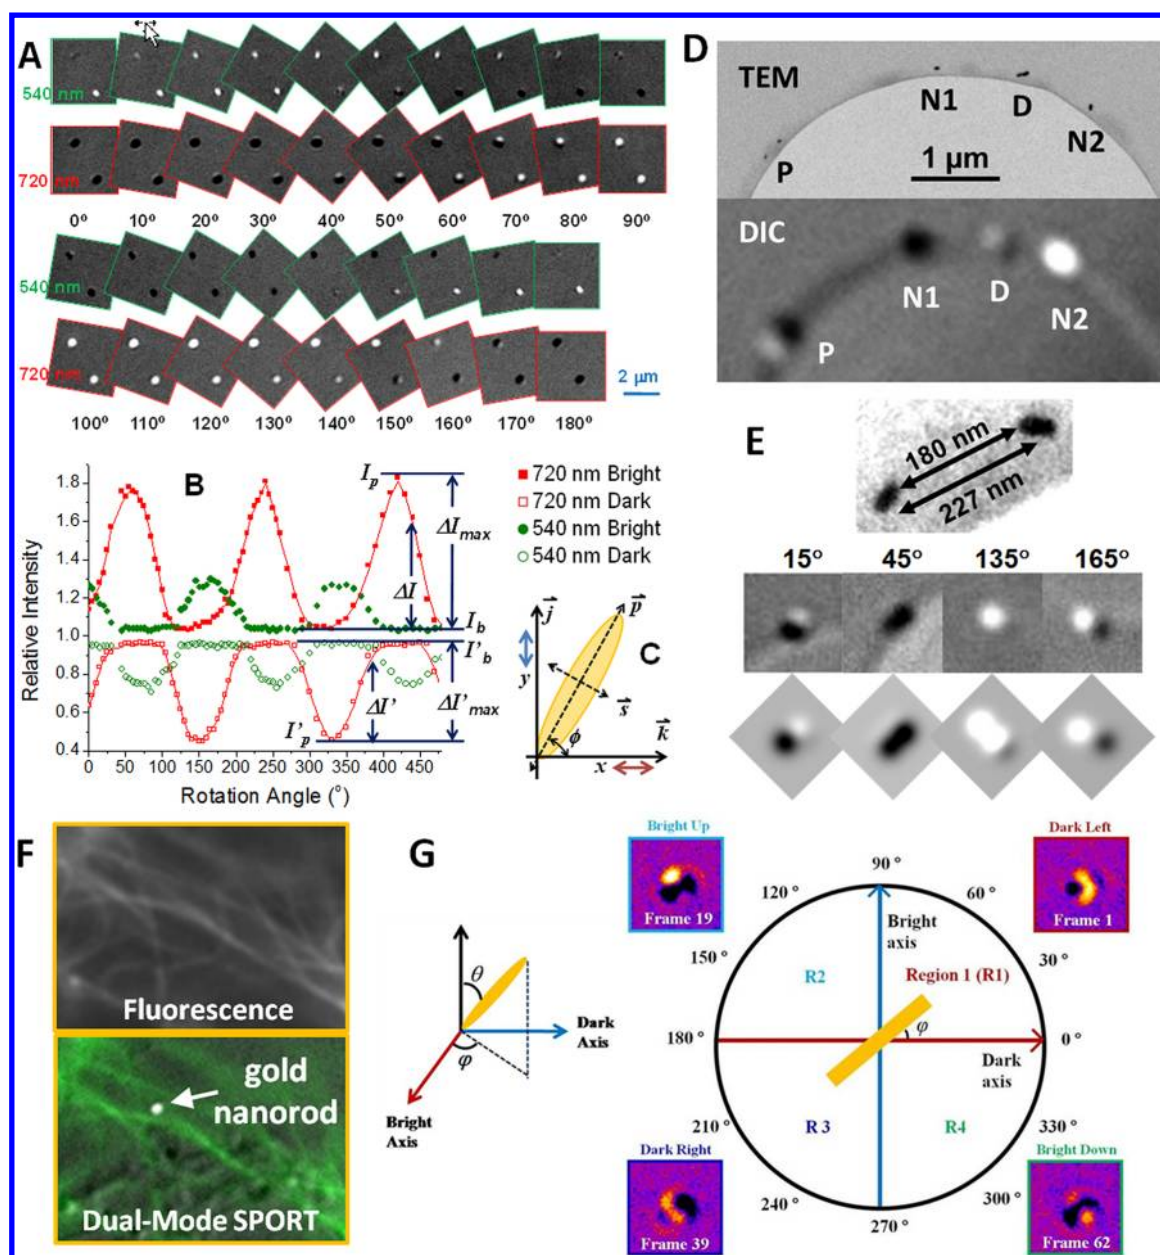 A
540 nm
720 nm
0° 10° 20° 30° 40° 50° 60° 70° 80° 90°
540 nm
720 nm
2 µm
100° 110° 120° 130° 140° 150° 160° 170° 180°
D
TEM
N1
D
N2
P
1 µm
DIC
N1
D
N2
P
B
Relative Intensity
1.8
1.6
1.4
1.2
1.0
0.8
0.6
0.4
0 50 100 150 200 250 300 350 400 450
Rotation Angle (°)
Ip
ΔImax
ΔI
Ib
I'b
ΔI'
ΔI'max
I'p
720 nm Bright
720 nm Dark
540 nm Bright
540 nm Dark
C
j
p
y
s
k
ϕ
x
E
180 nm
227 nm
15° 45° 135° 165°
F
Fluorescence
gold
nanorod
Dual-Mode SPORT
G
θ
Dark
Axis
φ
Bright
Axis
Bright Up
Frame 19
Dark Left
Frame 1
90 °
120 °
60 °
150 °
30 °
Bright
axis
R2
Region 1 (R1)
φ
180 °
0 °
Dark
axis
R 3
R4
210 °
330 °
240 °
300 °
270 °
Dark Right
Frame 39
Bright Down
Frame 62